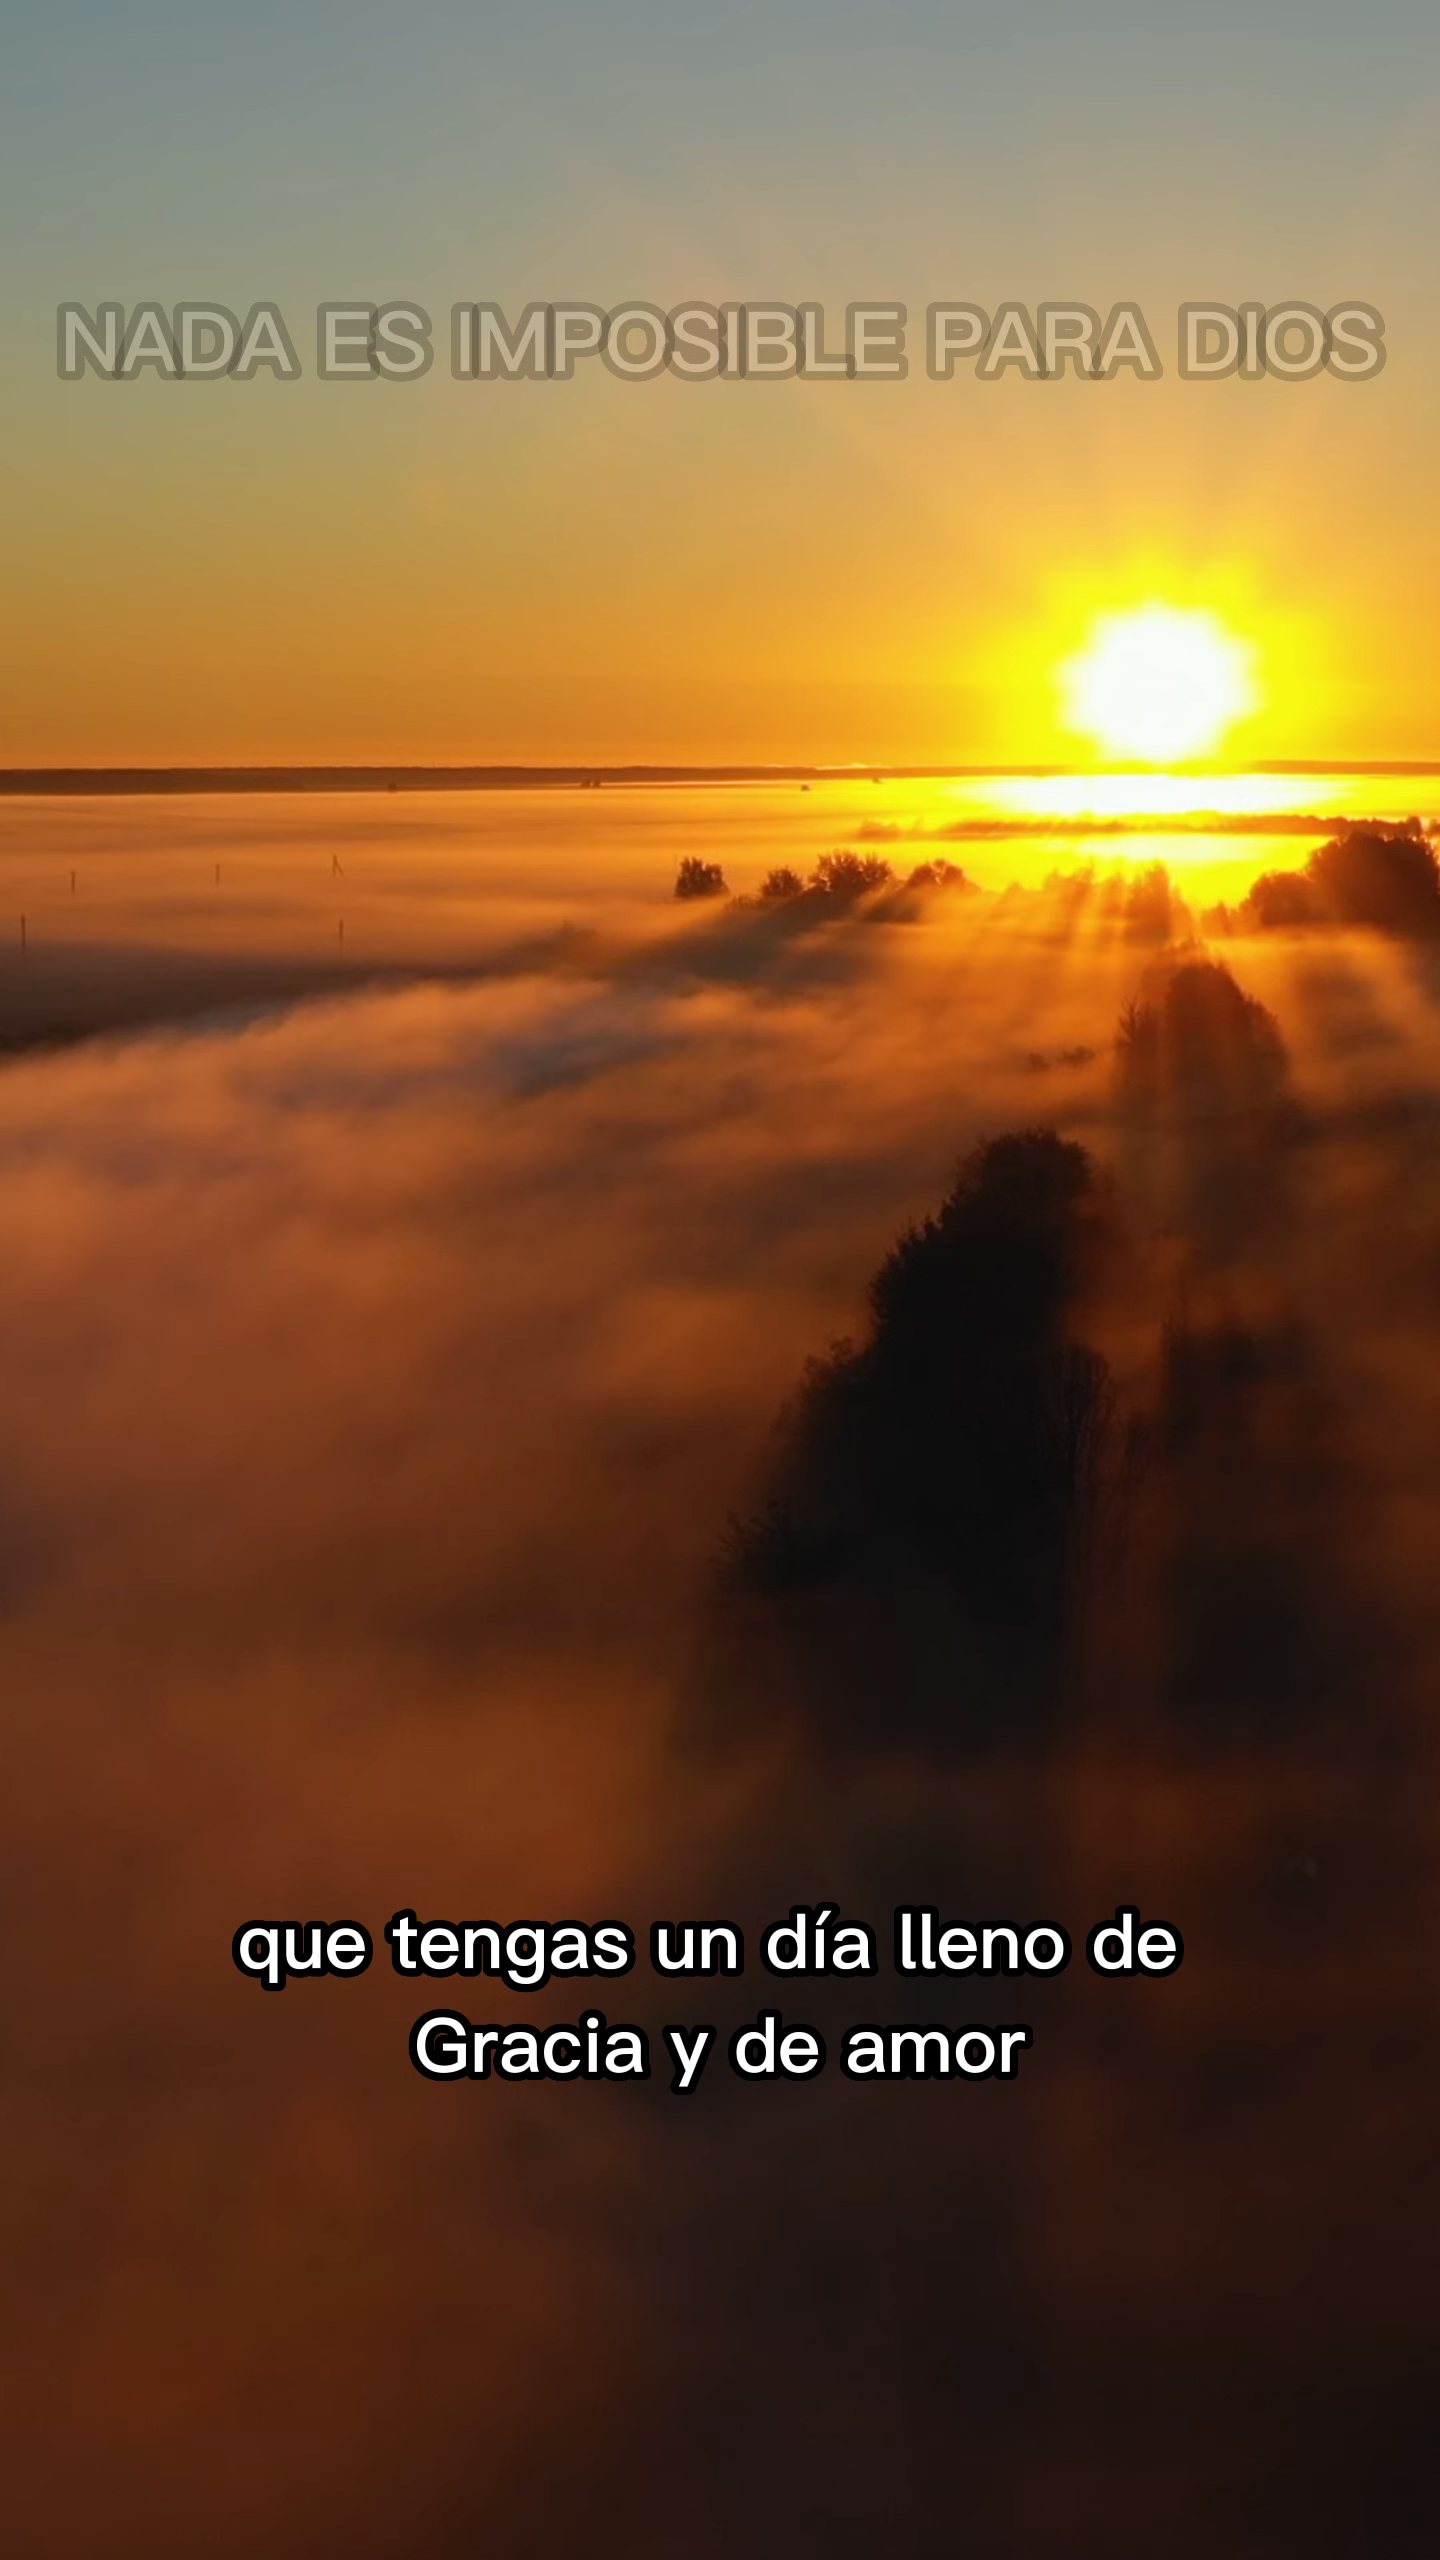 NADA ES IMPOSIBLE PARA DIOS
que tengas un día lleno de
Gracia y de amor